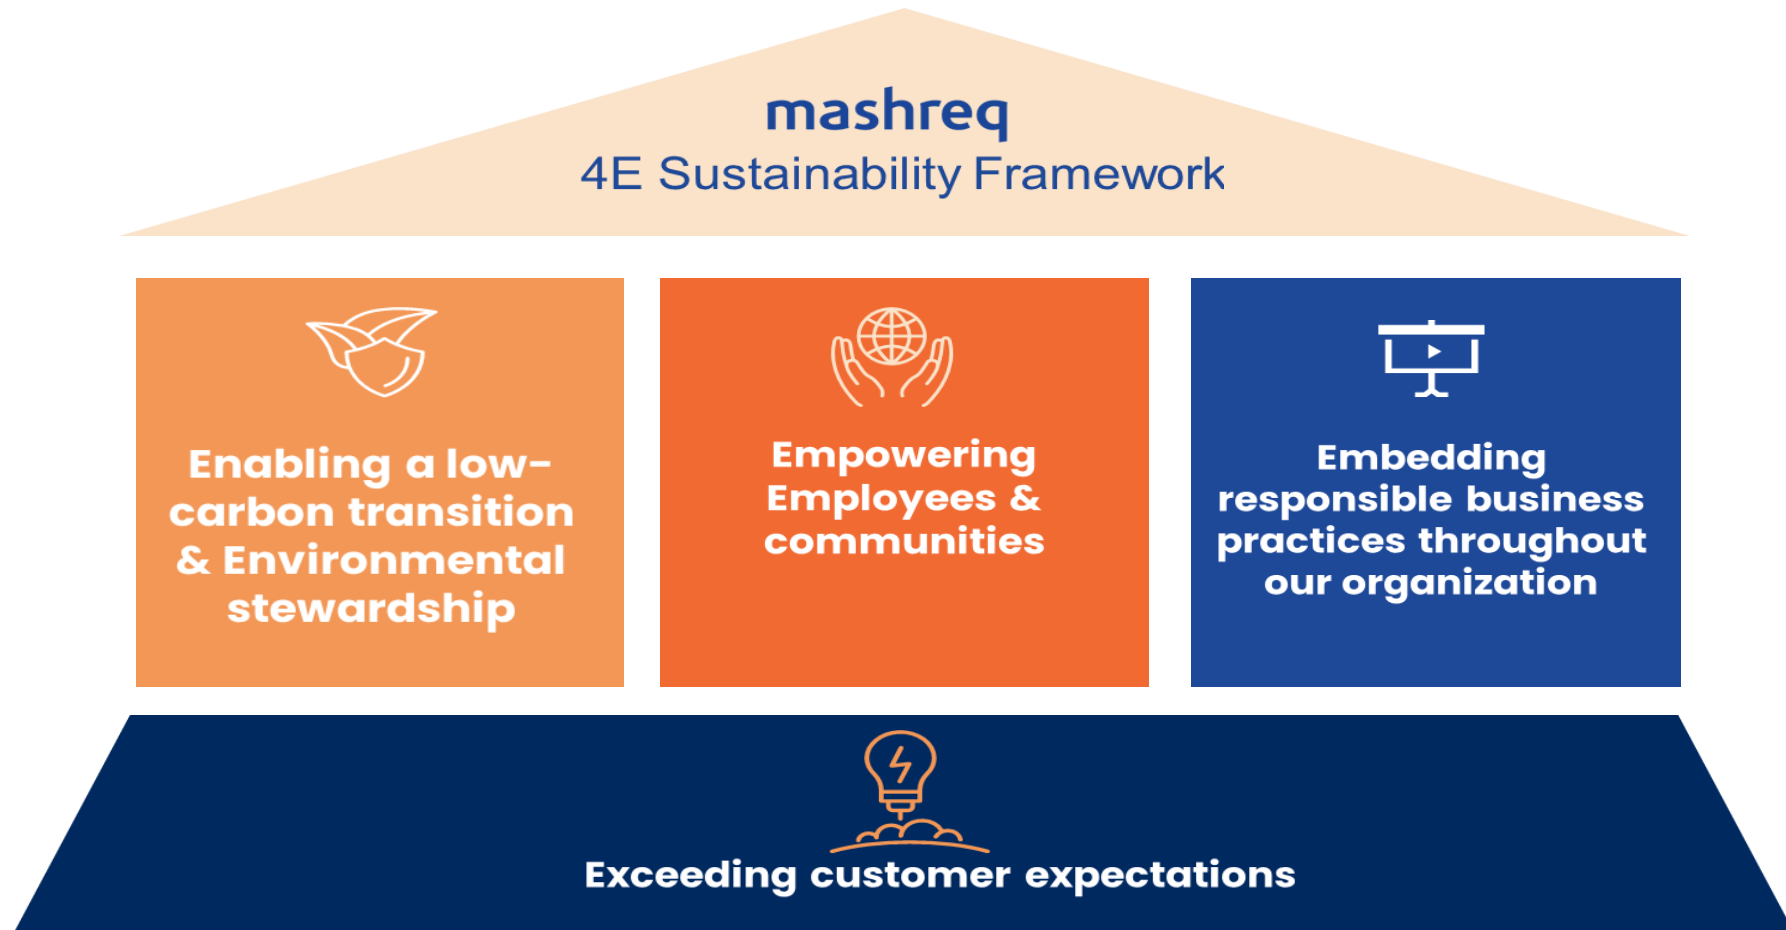 mashreq
4E Sustainability Framework
Enabling a low-
carbon transition
& Environmental
stewardship
Empowering
Employees &
communities
Embedding
responsible business
practices throughout
our organization
Exceeding customer expectations